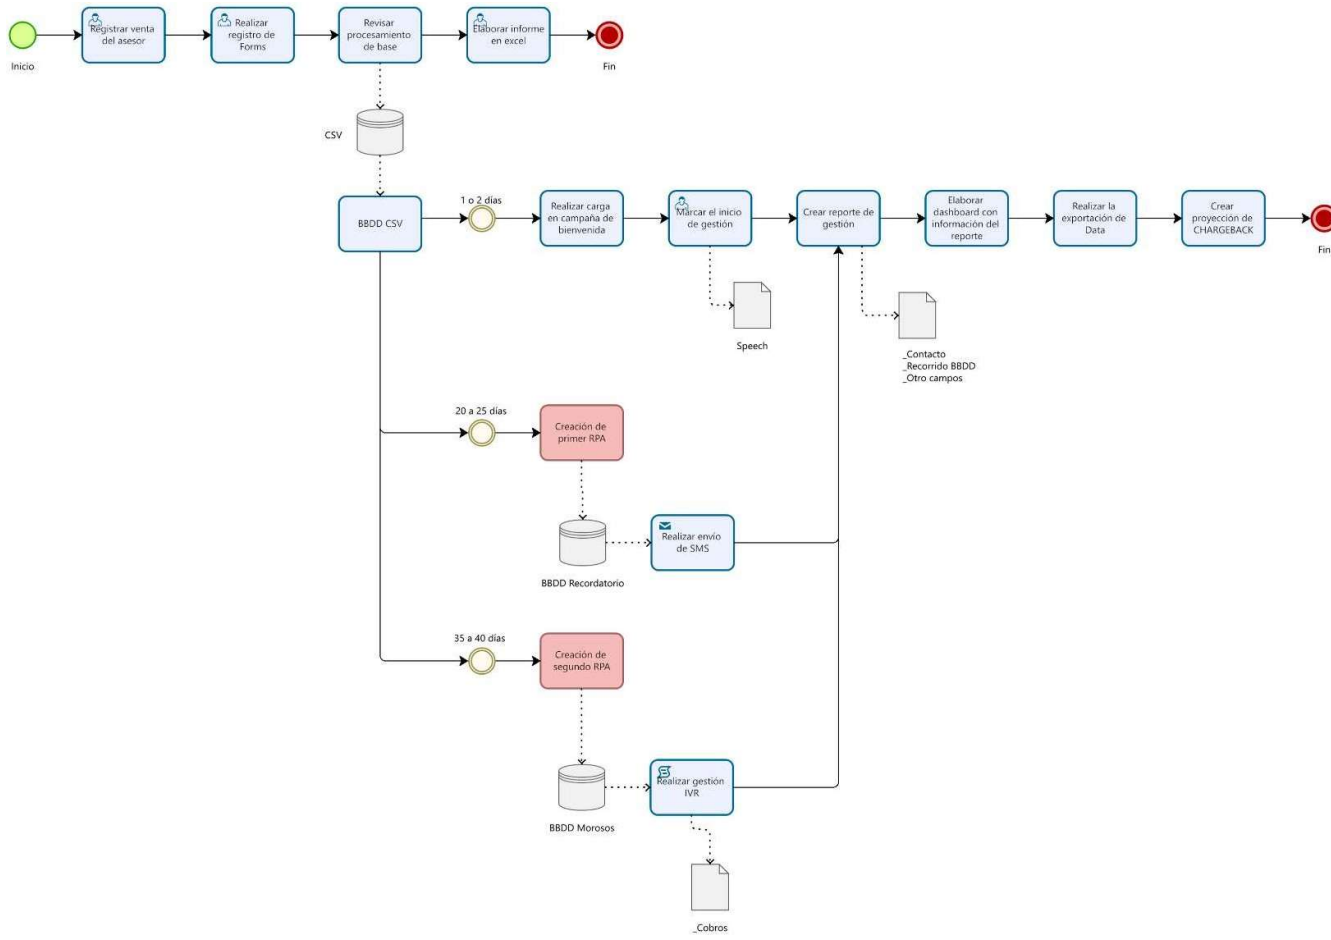 Registrar venta
del asesor
Realizar
registro de
Forms
Revisar
procesamiento
de base
Elaborar informe
en excel
Inicio
Fin
CSV
BBDD CSV
1 o 2 días
Realizar carga
en campaña de
bienvenida
Marcar el inicio
de gestión
Crear reporte de
gestión
Elaborar
dashboard con
información del
reporte
Realizar la
exportación de
Data
Crear
proyección de
CHARGEBACK
Fin
Speech
_Contacto
_Recorrido BBDD
_Otro campos
20 a 25 días
Creación de
primer RPA
BBDD Recordatorio
Realizar envío
de SMS
35 a 40 días
Creación de
segundo RPA
BBDD Morosos
Realizar gestión
IVR
_Cobros